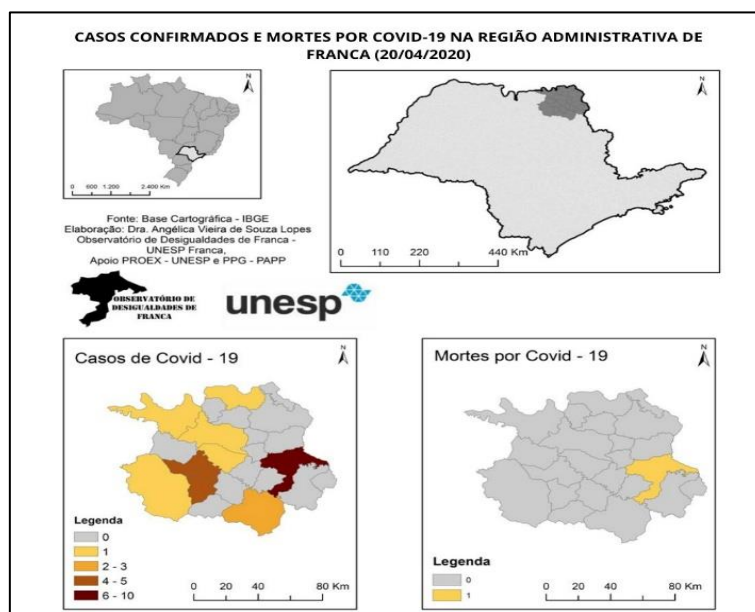 CASOS CONFIRMADOS E MORTES POR COVID-19 NA REGIÃO ADMINISTRATIVA DE
FRANCA (20/04/2020)
N
0 600 1.200 2.400 Km
N
0 110 220 440 Km
Fonte: Base Cartográfica - IBGE
Elaboração: Dra. Angélica Vieira de Souza Lopes
Observatório de Desigualdades de Franca -
UNESP Franca,
Apoio PROEX - UNESP e PPG - PAPP
OBSERVATÓRIO DE
DESIGUALDADES DE
FRANCA
unesp
Casos de Covid - 19
N
Legenda
0
1
2 - 3
4 - 5
6 - 10
0 20 40 80 Km
Mortes por Covid - 19
N
Legenda
0
1
0 20 40 80 Km